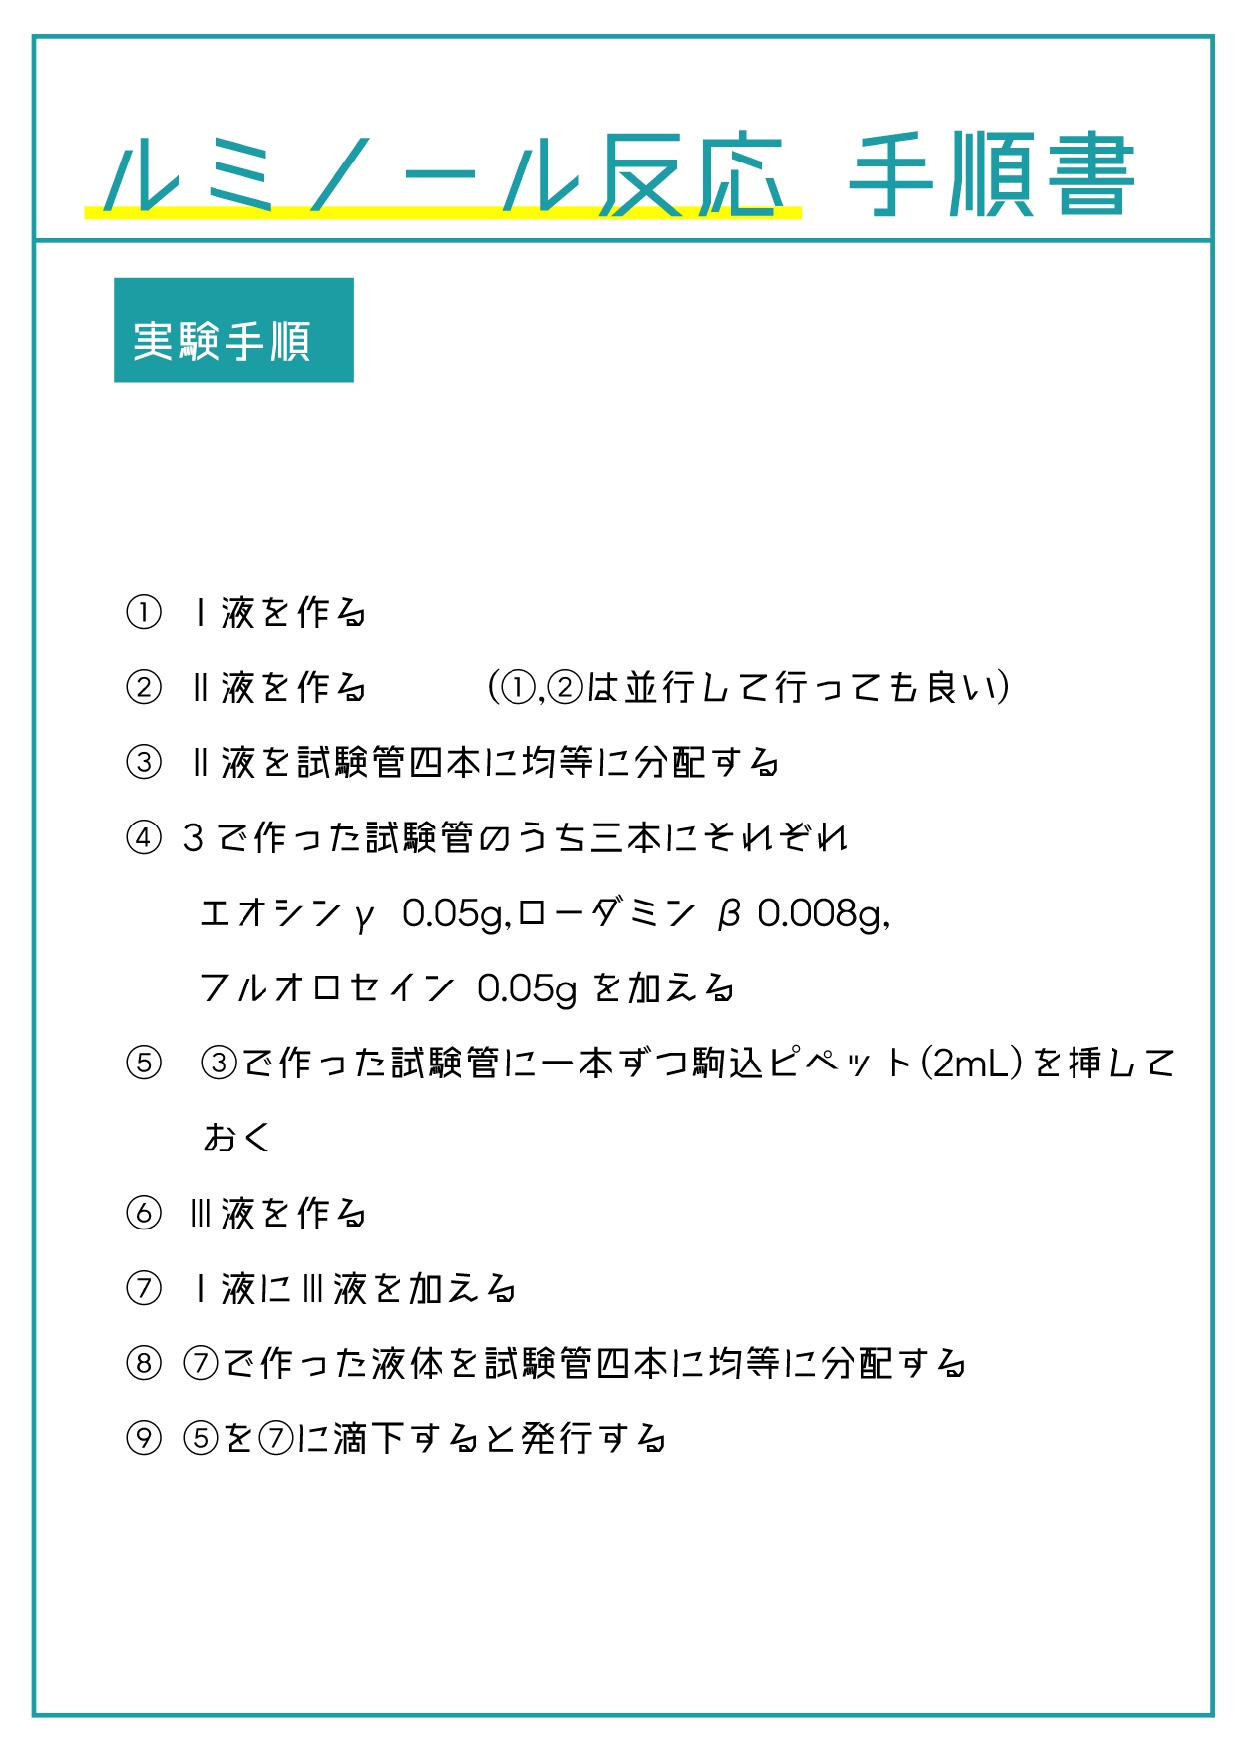 ルミノール反応 手順書
実験手順
① Ⅰ液を作る
② Ⅱ液を作る (①,②は並行して行っても良い)
③ Ⅱ液を試験管四本に均等に分配する
④ 3で作った試験管のうち三本にそれぞれ
エオシンγ 0.05g,ローダミンβ 0.008g,
フルオロセイン 0.05gを加える
⑤ ③で作った試験管に一本ずつ駒込ピペット(2mL)を挿して
おく
⑥ Ⅲ液を作る
⑦ Ⅰ液にⅢ液を加える
⑧ ⑦で作った液体を試験管四本に均等に分配する
⑨ ⑤を⑦に滴下すると発行する